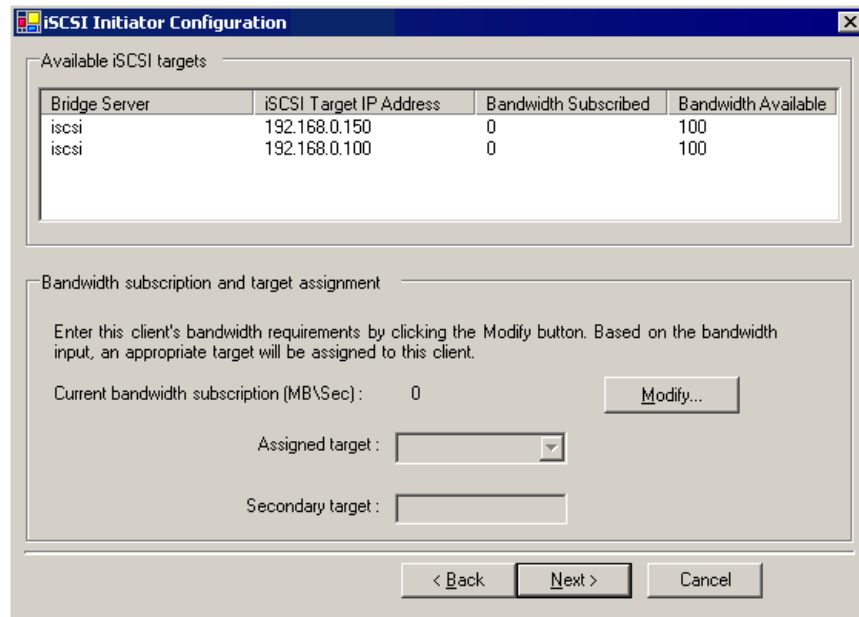 iSCSI Initiator Configuration
Available iSCSI targets
Bridge Server iSCSI Target IP Address Bandwidth Subscribed Bandwidth Available
iscsi 192.168.0.150 0 100
iscsi 192.168.0.100 0 100
Bandwidth subscription and target assignment
Enter this client's bandwidth requirements by clicking the Modify button. Based on the bandwidth
input, an appropriate target will be assigned to this client.
Current bandwidth subscription (MB\Sec) : 0 Modify...
Assigned target :
Secondary target :
< Back Next > Cancel